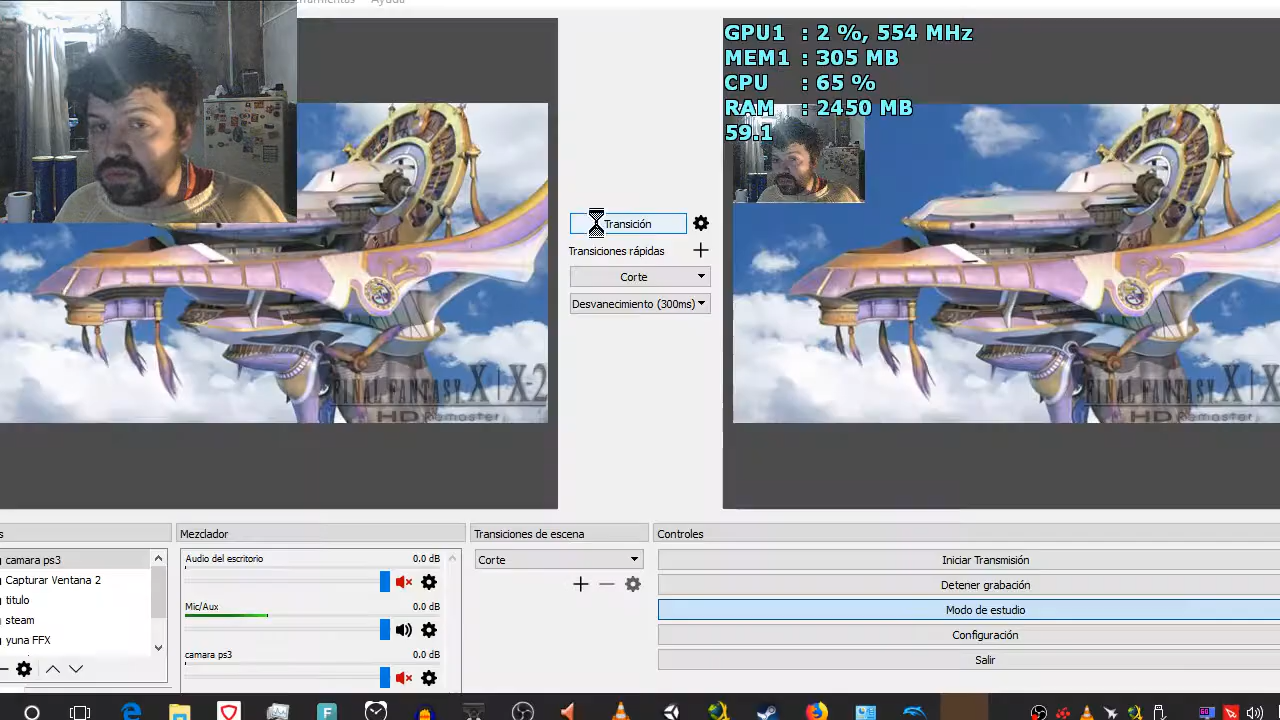 Ayuda
GPU1 : 2 %, 554 MHz
MEM1 : 305 MB
CPU : 65 %
RAM : 2450 MB
59.1
Transición
Transiciones rápidas
Corte
Desvanecimiento (300ms)
FINAL FANTASY X | X-2
HD Remaster
FINAL FANTASY X | X
HD Remaster
s
Mezclador
Transiciones de escena
Controles
camara ps3
Capturar Ventana 2
titulo
steam
yuna FFX
Audio del escritorio 0.0 dB
Mic/Aux 0.0 dB
camara ps3 0.0 dB
Corte
Iniciar Transmisión
Detener grabación
Modo de estudio
Configuración
Salir